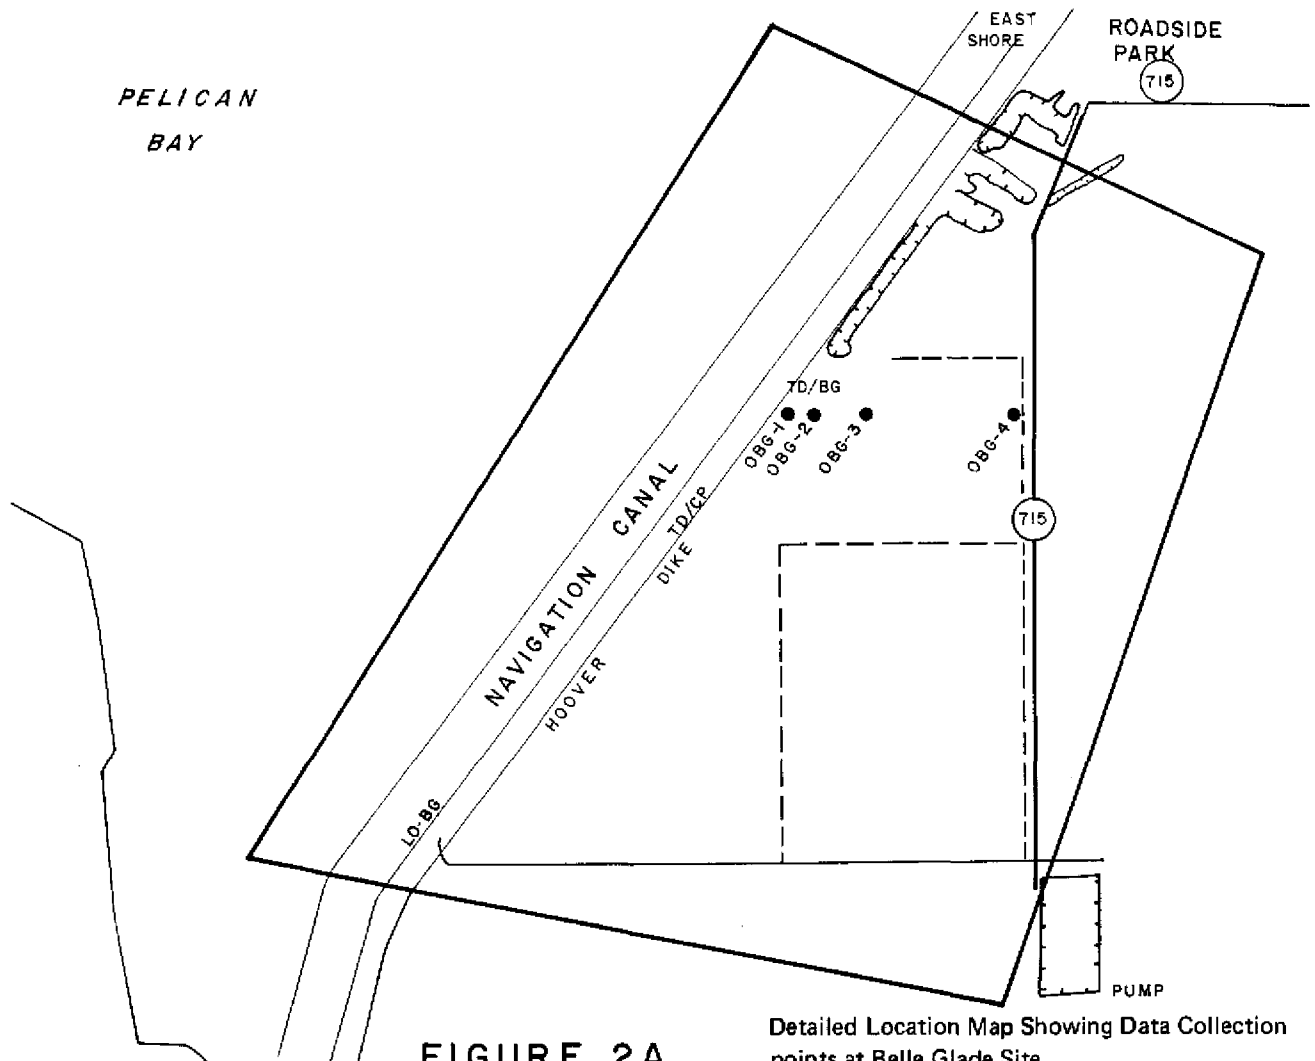 EAST
SHORE
ROADSIDE
PARK
715
PELICAN
BAY
TD/BG
OBG-1
OBG-2
OBG-3
OBG-4
715
NAVIGATION CANAL
TD/CP
HOOVER DIKE
LO-BG
PUMP
FIGURE 2A
Detailed Location Map Showing Data Collection
points at Belle Glade Site